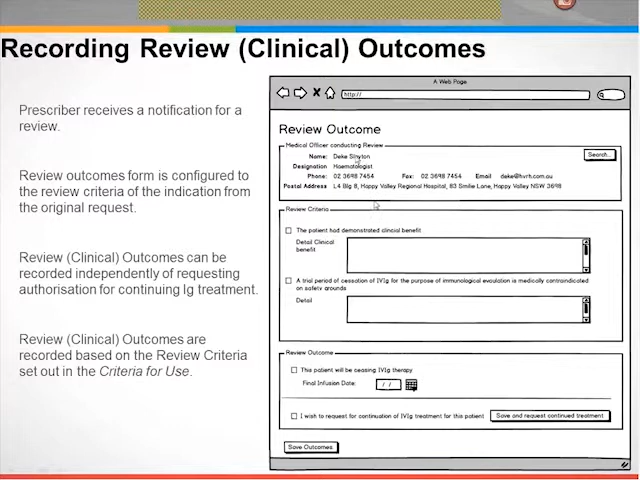 Recording Review (Clinical) Outcomes
Prescriber receives a notification for a
review.
Review outcomes form is configured to
the review criteria of the indication from
the original request.
Review (Clinical) Outcomes can be
recorded independently of requesting
authorisation for continuing Ig treatment.
Review (Clinical) Outcomes are
recorded based on the Review Criteria
set out in the Criteria for Use.
A Web Page
X
http://
Review Outcome
Medical Officer conducting Review
Name: Deke
Search...
Designation Haematologist
Phone: 02 3698 7454 Fax: 02 3698 7454 Email deke@hvrh.com.au
Postal Address L4 Blg 8, Happy Valley Regional Hospital, 83 Smilie Lane, Happy Valley NSW 3698
Review Criteria
The patient had demonstrated clinical benefit
Detail Clinical
benefit
A trial period of cessation of IVIg for the purpose of immunological is medically contraindicated
on safety grounds
Detail
Review Outcome
This patient will be ceasing IVIg therapy
Final Infusion Date: / /
I wish to request for continuation of IVIg treatment for this patient Save and request continued treatment
Save Outcomes